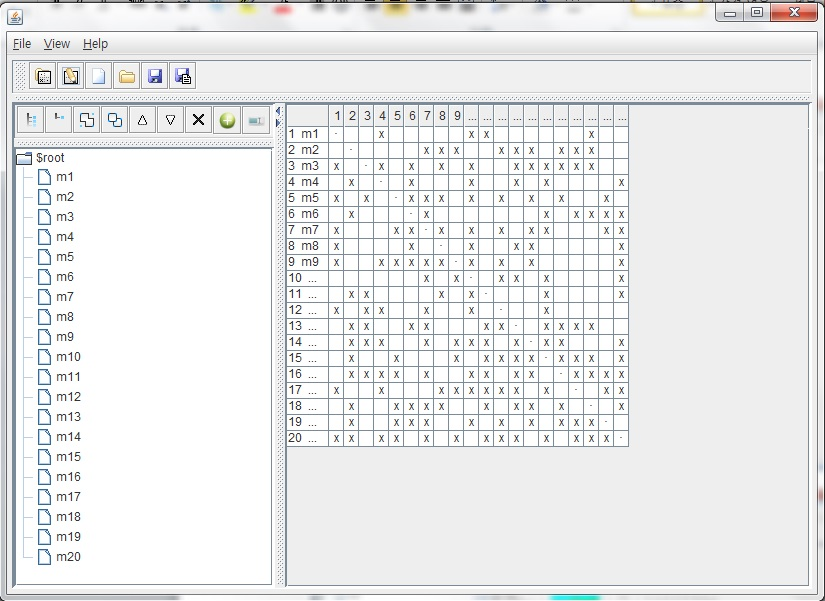 File View Help
$root
m1
m2
m3
m4
m5
m6
m7
m8
m9
m10
m11
m12
m13
m14
m15
m16
m17
m18
m19
m20
1 2 3 4 5 6 7 8 9 ... ... ... ... ... ... ... ... ... ... ...
1 m1 . x x x x
2 m2 . x x x x x x x x x
3 m3 x . x x x x x x x x x x
4 m4 x . x x x x x
5 m5 x x . x x x x x x x x
6 m6 x . x x x x x x
7 m7 x x x . x x x x x x x
8 m8 x x . x x x x
9 m9 x x x x x x . x x x x
10 ... x x . x x x x
11 ... x x x x . x x
12 ... x x x x x . x
13 ... x x x x x x . x x x x
14 ... x x x x x x x x . x x x
15 ... x x x x x x x . x x x x
16 ... x x x x x x x x x . x x x x
17 ... x x x x x x x x x . x x
18 ... x x x x x x x x x . x
19 ... x x x x x x x x x x .
20 ... x x x x x x x x x x x x x .